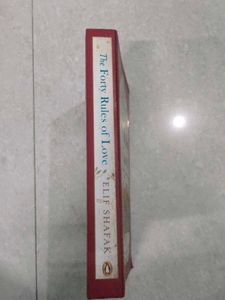 The Forty Rules of Love
ELIF SHAFAK